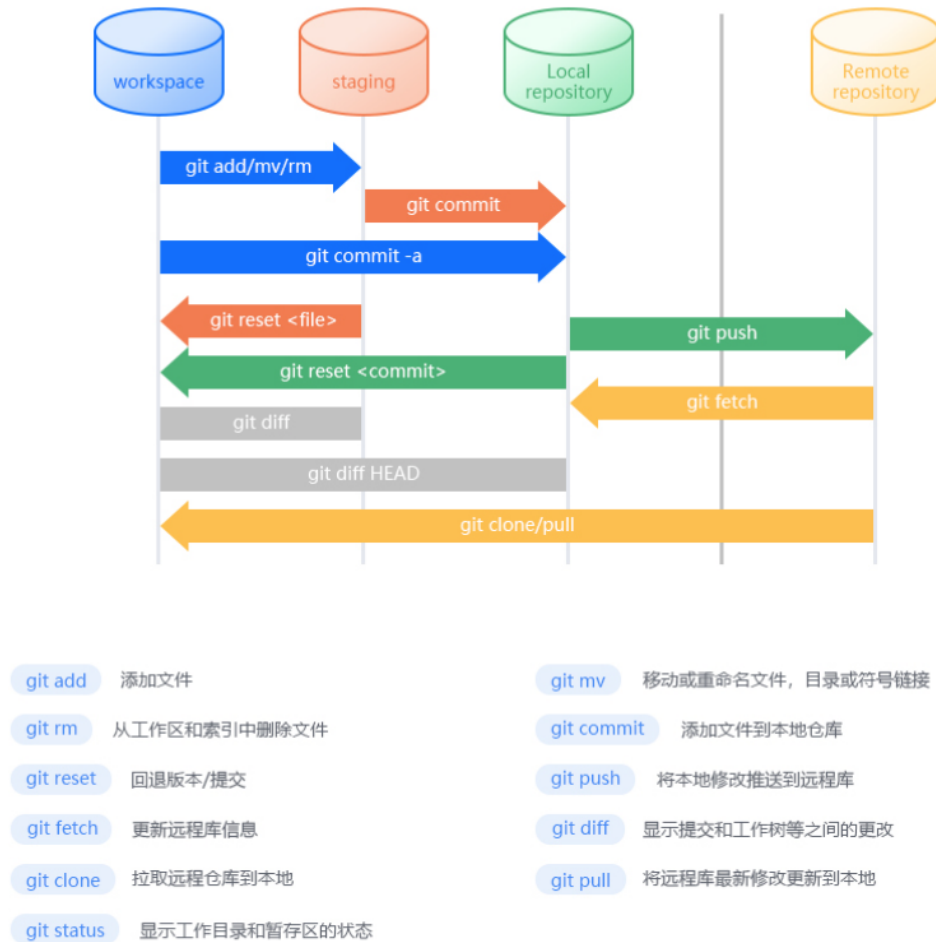 workspace
staging
Local
repository
Remote
repository
git add/mv/rm
git commit
git commit -a
git reset <file>
git push
git reset <commit>
git fetch
git diff
git diff HEAD
git clone/pull
git add 添加文件
git mv 移动或重命名文件，目录或符号链接
git rm 从工作区和索引中删除文件
git commit 添加文件到本地仓库
git reset 回退版本/提交
git push 将本地修改推送到远程库
git fetch 更新远程库信息
git diff 显示提交和工作树等之间的更改
git clone 拉取远程仓库到本地
git pull 将远程库最新修改更新到本地
git status 显示工作目录和暂存区的状态